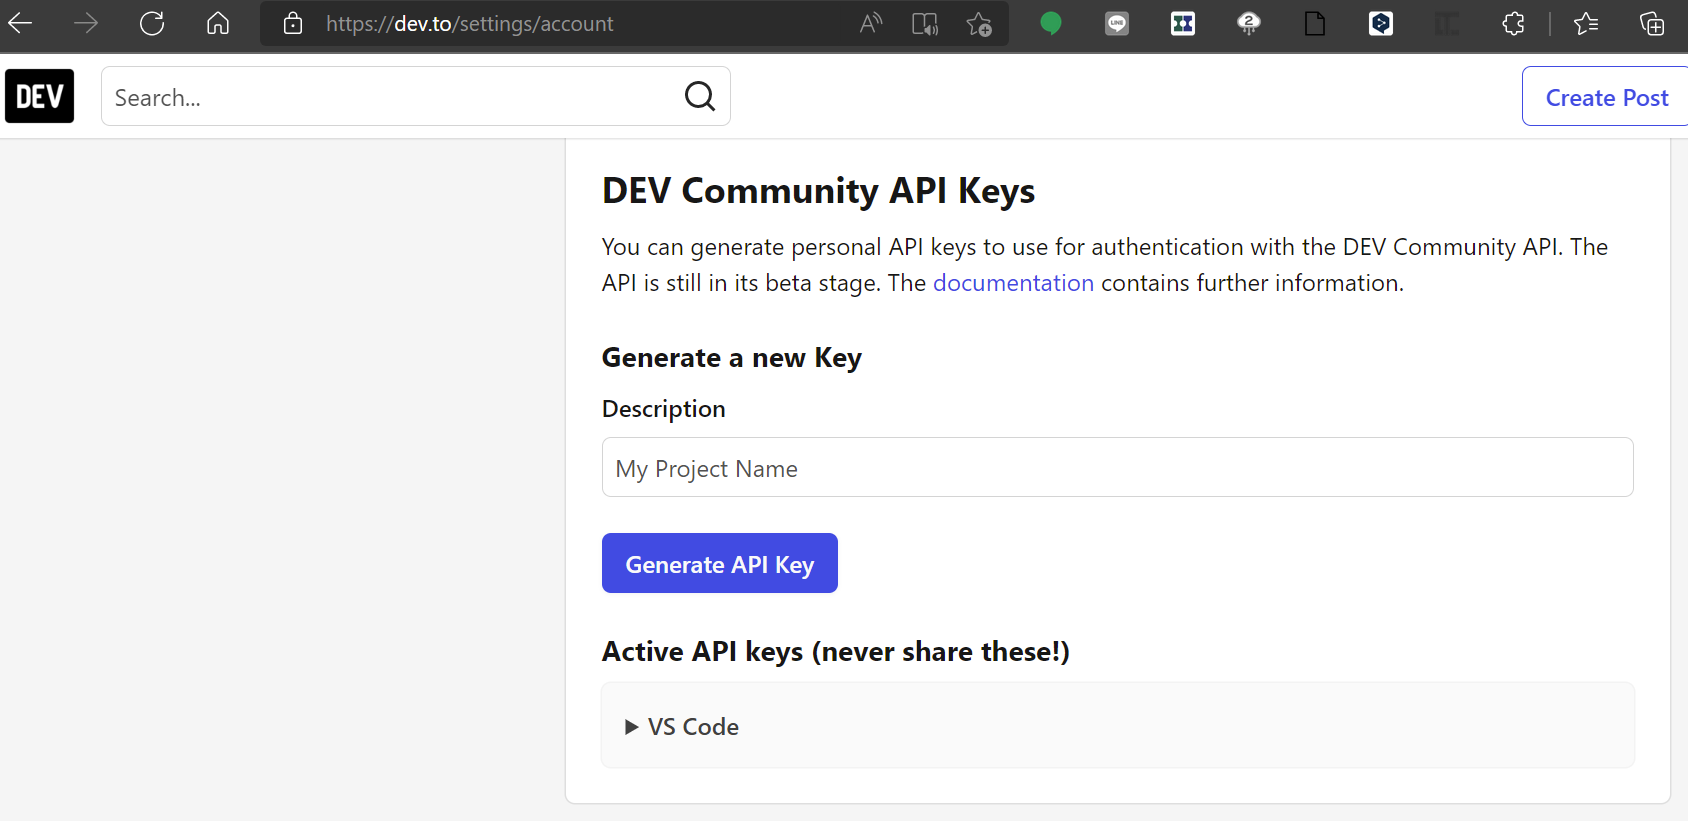 https://dev.to/settings/account
DEV
Search...
Create Post
DEV Community API Keys
You can generate personal API keys to use for authentication with the DEV Community API. The
API is still in its beta stage. The documentation contains further information.
Generate a new Key
Description
My Project Name
Generate API Key
Active API keys (never share these!)
VS Code